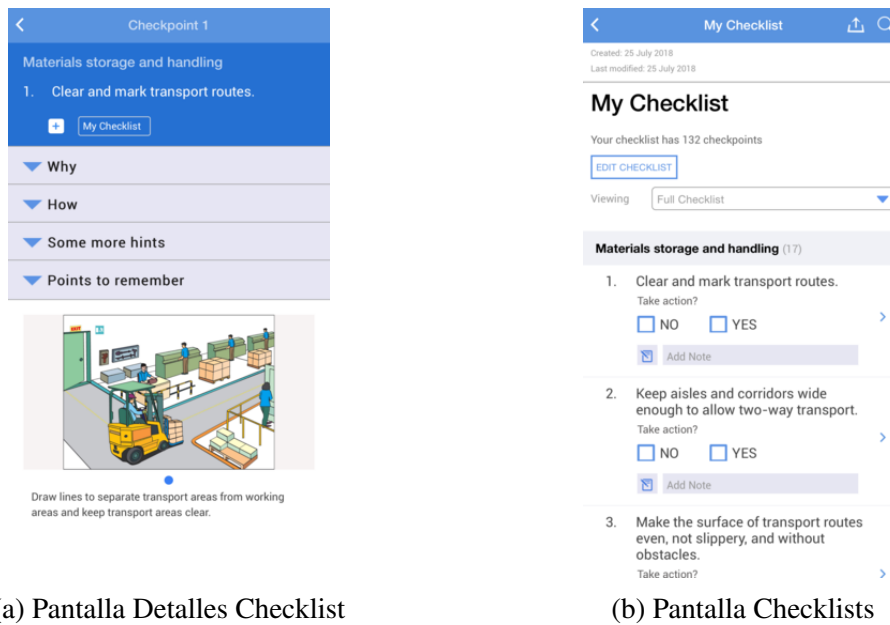 Checkpoint 1
Materials storage and handling
1. Clear and mark transport routes.
+ My Checklist
Why
How
Some more hints
Points to remember
EXIT
Draw lines to separate transport areas from working
areas and keep transport areas clear.
(a) Pantalla Detalles Checklist
My Checklist
Created: 25 July 2018
Last modified: 25 July 2018
My Checklist
Your checklist has 132 checkpoints
EDIT CHECKLIST
Viewing Full Checklist
Materials storage and handling (17)
1. Clear and mark transport routes.
Take action?
NO YES
Add Note
2. Keep aisles and corridors wide
enough to allow two-way transport.
Take action?
NO YES
Add Note
3. Make the surface of transport routes
even, not slippery, and without
obstacles.
Take action?
(b) Pantalla Checklists